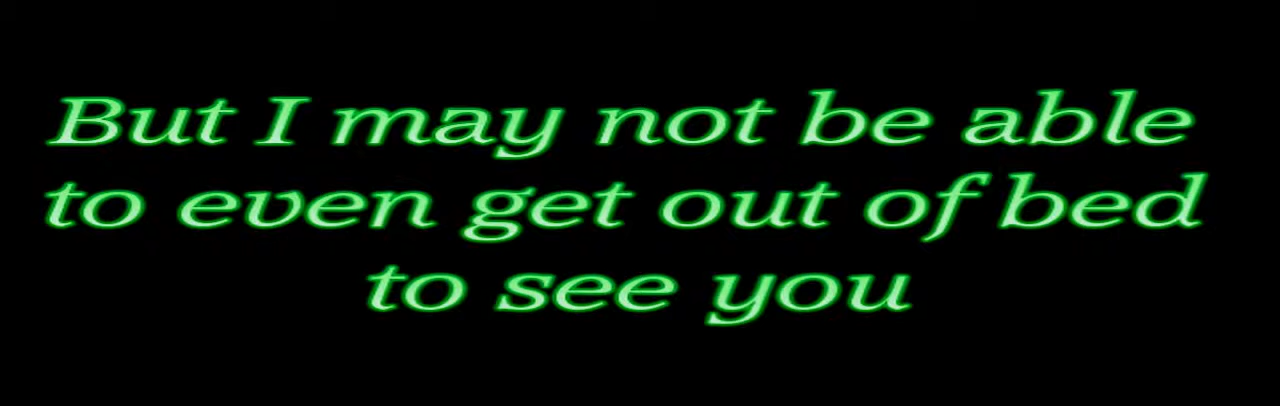 But I may not be able
to even get out of bed
to see you